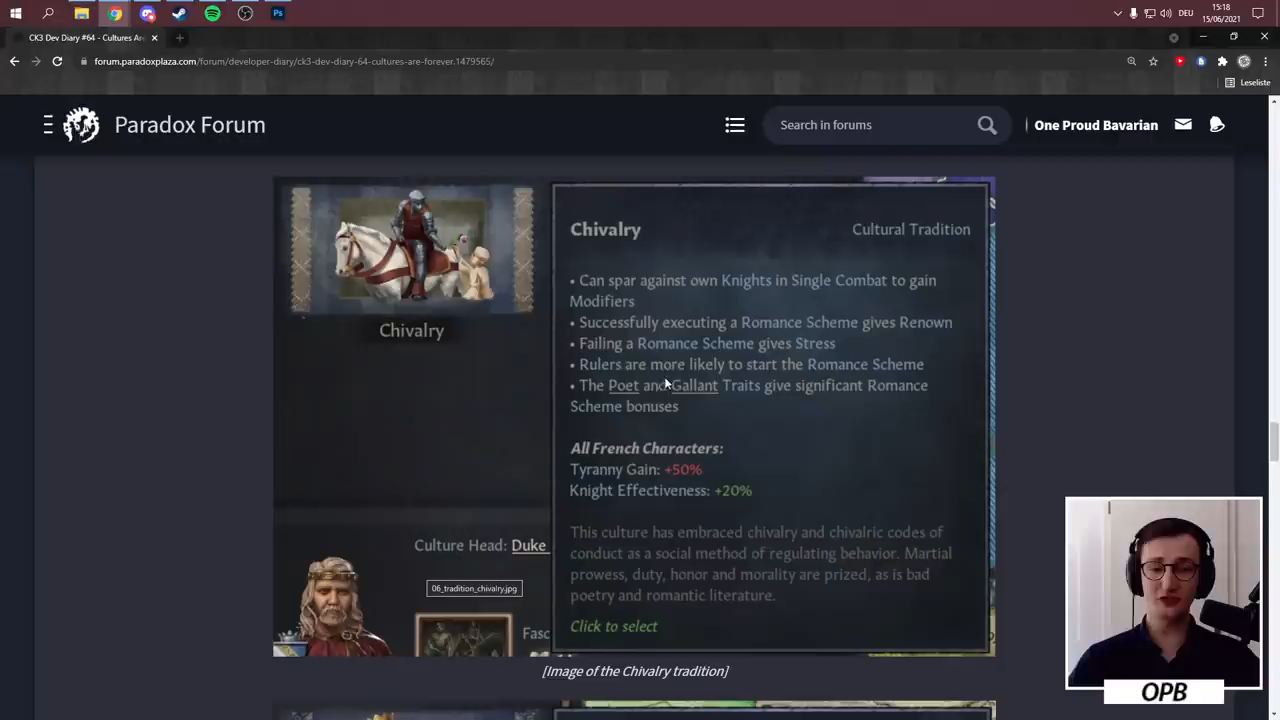 15:18
DEU
15/06/2021
CK3 Dev Diary #64 - Cultures Are
forum.paradoxplaza.com/forum/developer-diary/ck3-dev-diary-64-cultures-are-forever.1479565/
Leseliste
Paradox Forum
Search in forums
One Proud Bavarian
Chivalry
Cultural Tradition
• Can spar against own Knights in Single Combat to gain
Modifiers
• Successfully executing a Romance Scheme gives Renown
• Failing a Romance Scheme gives Stress
• Rulers are more likely to start the Romance Scheme
• The Poet and Gallant Traits give significant Romance
Scheme bonuses
Chivalry
All French Characters:
Tyranny Gain: +50%
Knight Effectiveness: +20%
This culture has embraced chivalry and chivalric codes of
conduct as a social method of regulating behavior. Martial
prowess, duty, honor and morality are prized, as is bad
poetry and romantic literature.
Click to select
Culture Head: Duke
06_tradition_chivalry.jpg
Fasc
[Image of the Chivalry tradition]
OPB